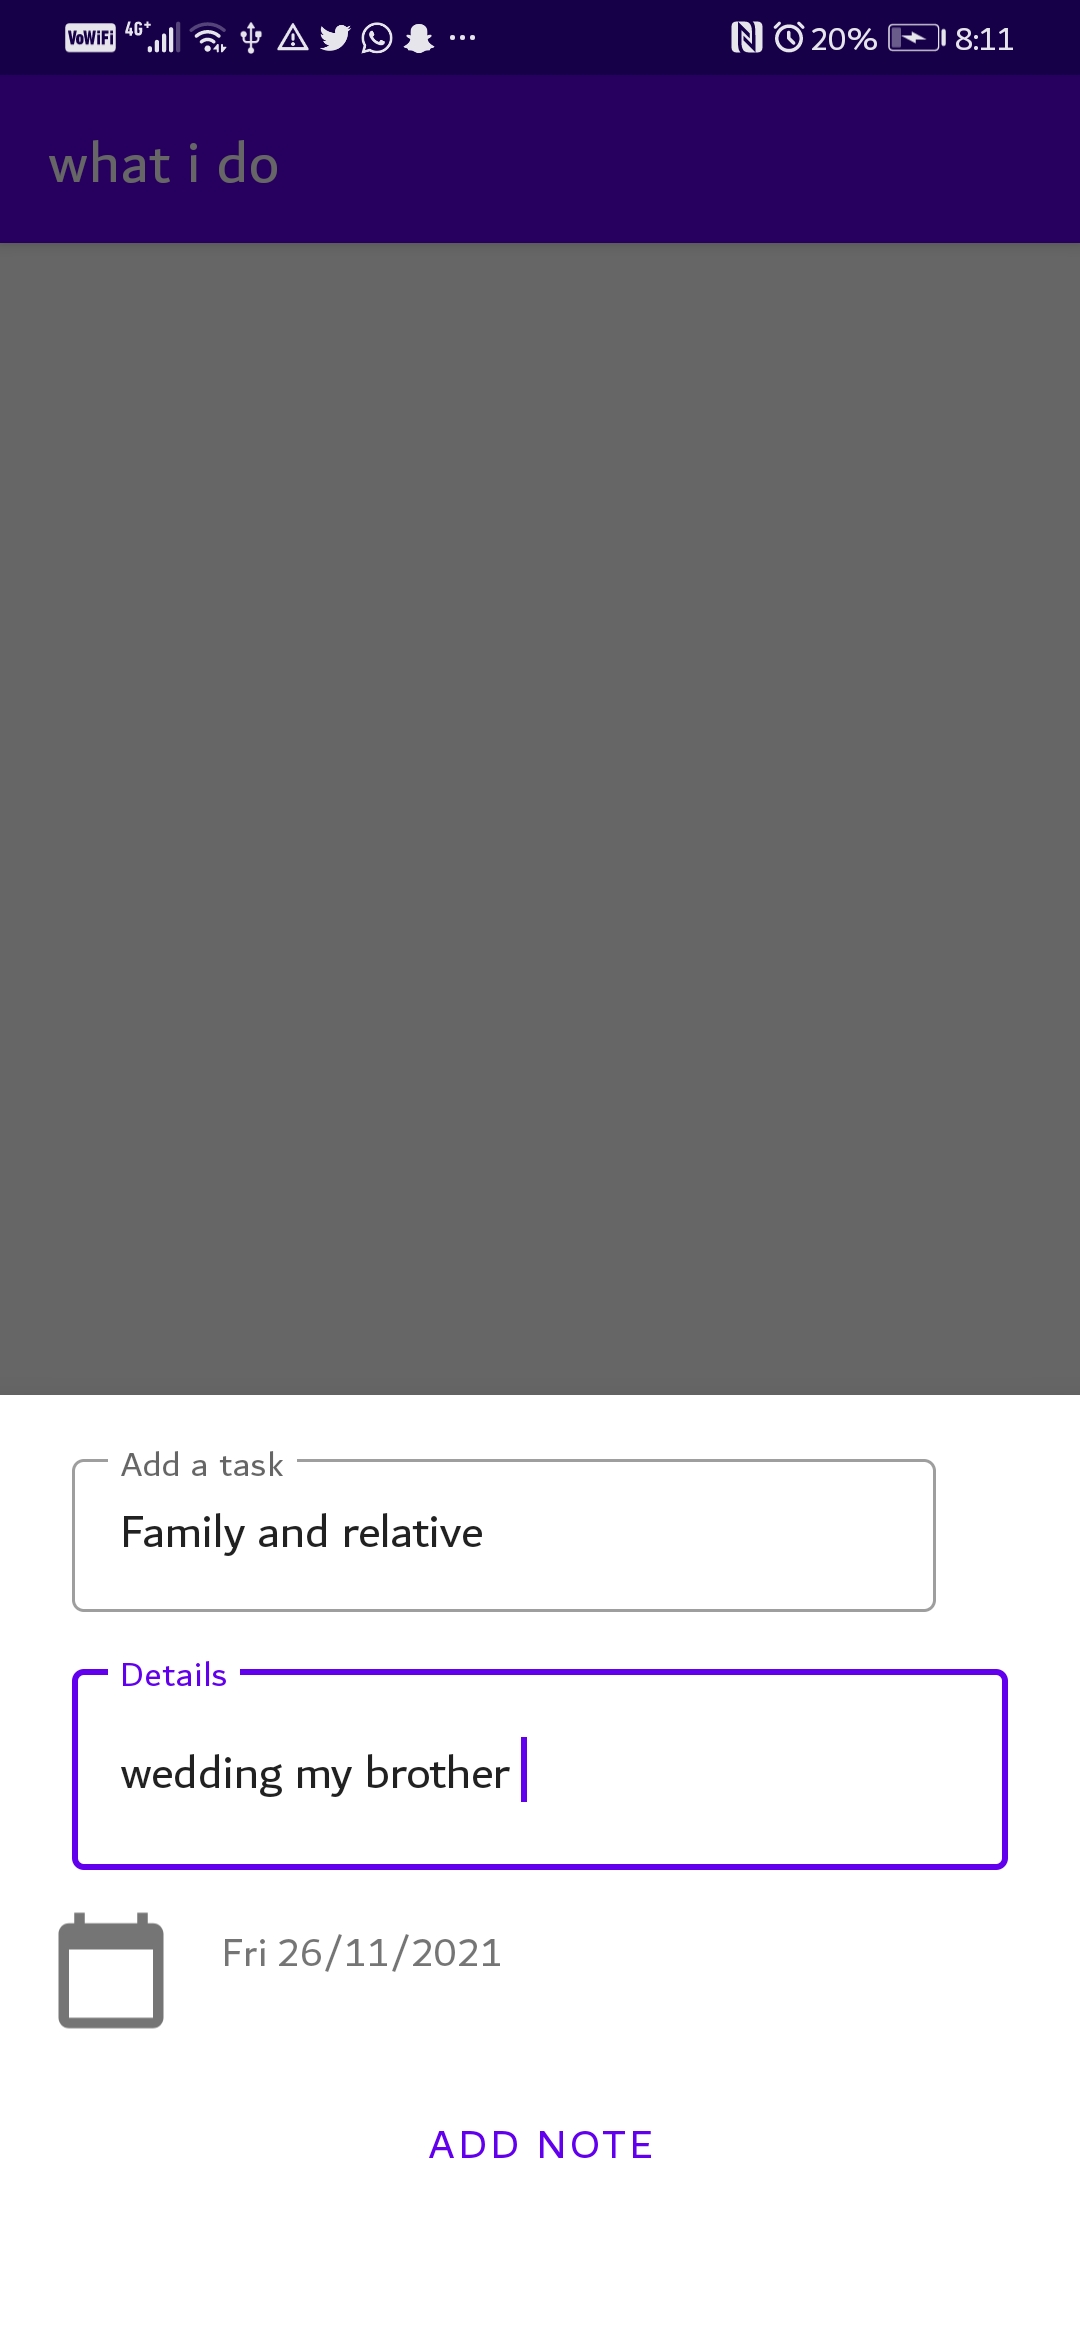 VoWiFi 4G+ 20% 8:11
what i do
Add a task
Family and relative
Details
wedding my brother
Fri 26/11/2021
ADD NOTE